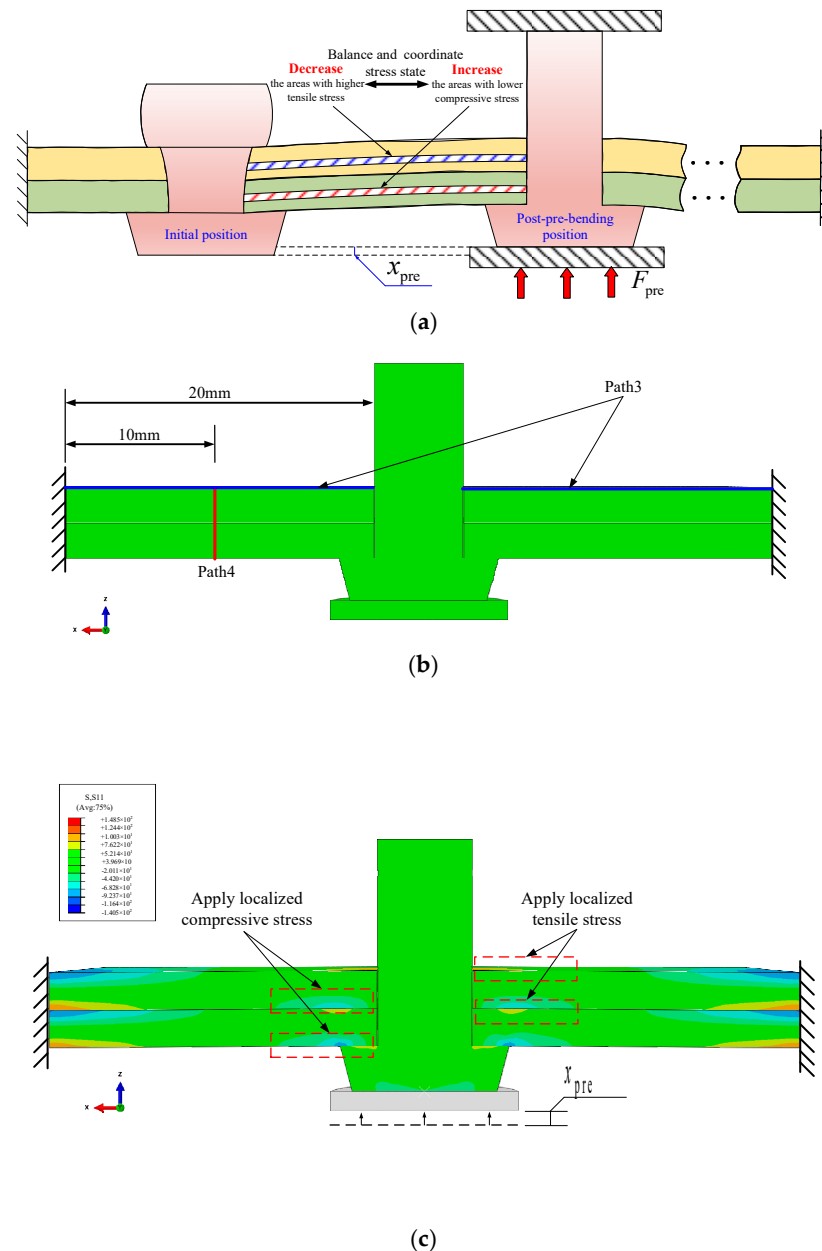 Balance and coordinate
Decrease stress state Increase
the areas with higher the areas with lower
tensile stress compressive stress
Initial position
Post-pre-bending
position
x pre
F pre
(a)
20mm
10mm
Path3
Path4
z
x
(b)
S,S11
(Avg:75%)
+1.485×10²
+1.244×10²
+1.003×10²
+7.622×10¹
+5.214×10¹
+3.969×10
-2.011×10¹
-4.420×10¹
-6.828×10¹
-9.237×10¹
-1.164×10²
-1.405×10²
Apply localized
compressive stress
Apply localized
tensile stress
z
x
x pre
(c)